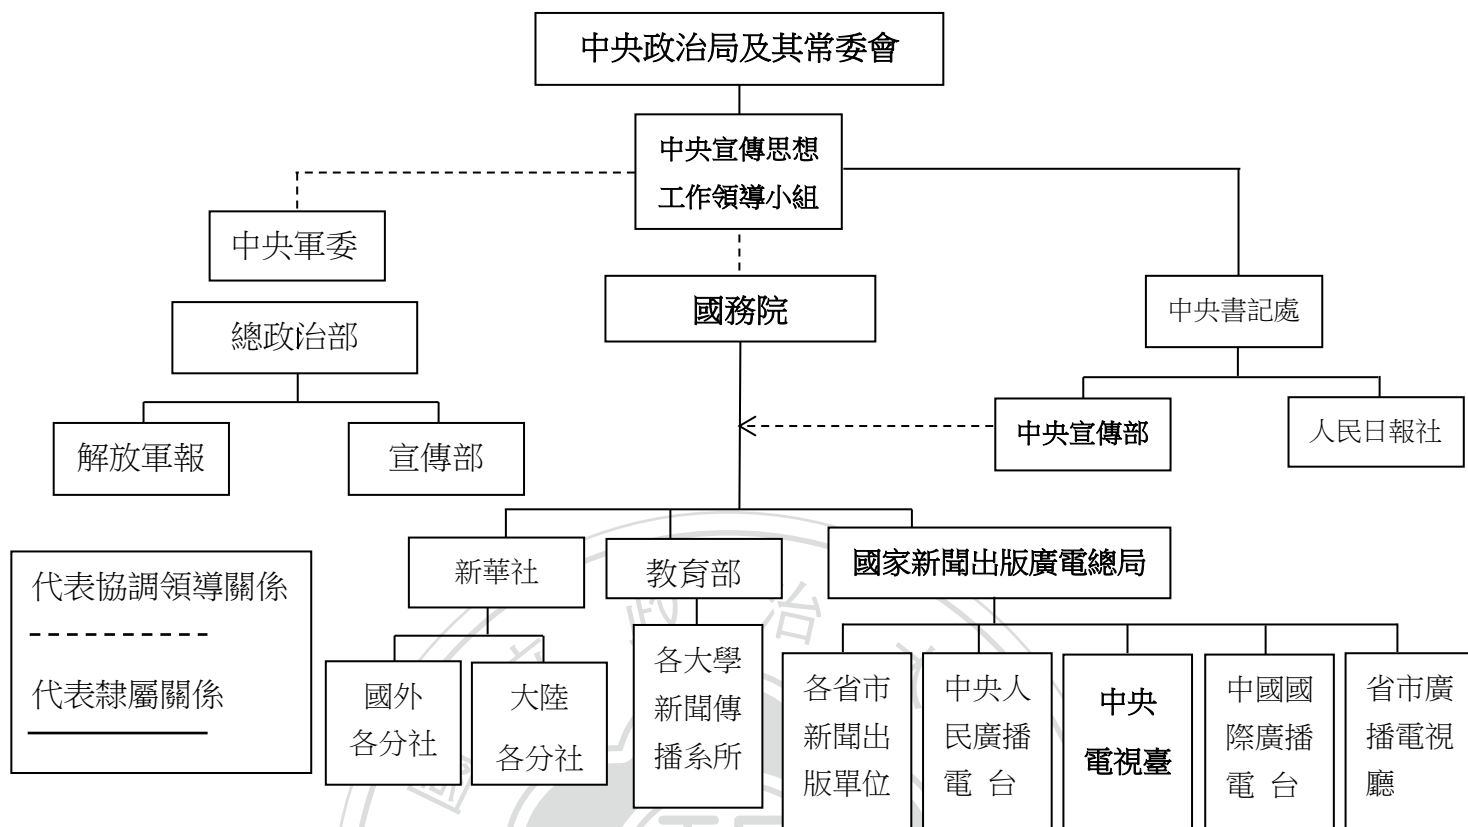 中央政治局及其常委會
中央宣傳思想
工作領導小組
中央軍委
國務院
中央書記處
總政治部
中央宣傳部
人民日報社
解放軍報
宣傳部
新華社
教育部
國家新聞出版廣電總局
代表協調領導關係
代表隸屬關係
國外
各分社
大陸
各分社
各大學
新聞傳
播系所
各省市
新聞出
版單位
中央人
民廣播
電 台
中央
電視臺
中國國
際廣播
電 台
省市廣
播電視
廳
政 治